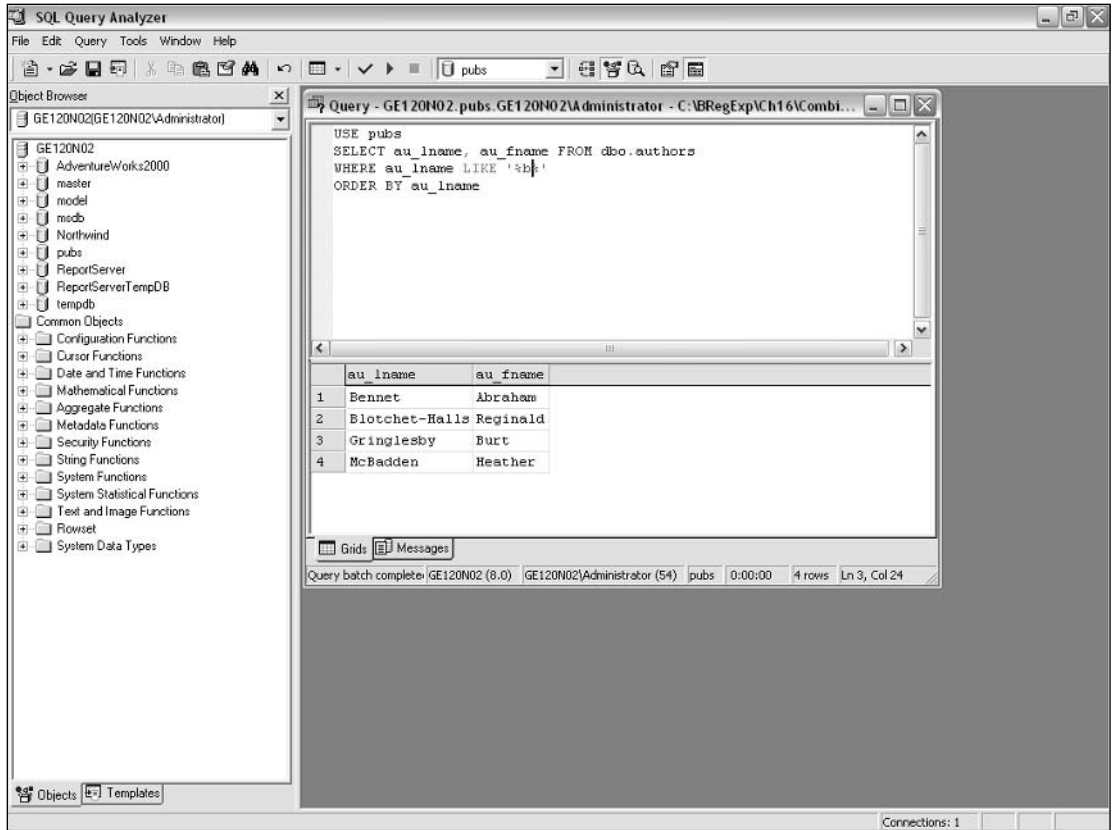 SQL Query Analyzer
File Edit Query Tools Window Help
pubs
Object Browser
GE120N02(GE120N02\Administrator)
GE120N02
AdventureWorks2000
master
model
msdb
Northwind
pubs
ReportServer
ReportServerTempDB
tempdb
Common Objects
Configuration Functions
Cursor Functions
Date and Time Functions
Mathematical Functions
Aggregate Functions
Metadata Functions
Security Functions
String Functions
System Functions
System Statistical Functions
Text and Image Functions
Rowset
System Data Types
Objects Templates
Query - GE120N02.pubs.GE120N02\Administrator - C:\BRegExp\Ch16\Combi...
USE pubs
SELECT au_lname, au_fname FROM dbo.authors
WHERE au_lname LIKE '%b%'
ORDER BY au_lname
au_lname au_fname
1 Bennet Abraham
2 Blotchet-Halls Reginald
3 Gringlesby Burt
4 McBadden Heather
Grids Messages
Query batch complete GE120N02 (8.0) GE120N02\Administrator (54) pubs 0:00:00 4 rows Ln 3, Col 24
Connections: 1